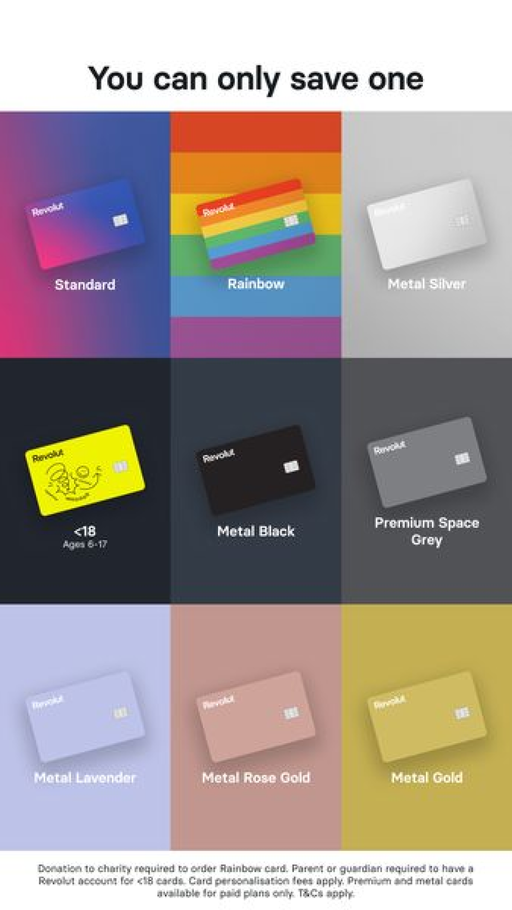 You can only save one
Revolut
Standard
Revolut
Rainbow
Revolut
Metal Silver
Revolut
<18
Ages 6-17
Revolut
Metal Black
Revolut
Premium Space
Grey
Revolut
Metal Lavender
Revolut
Metal Rose Gold
Revolut
Metal Gold
Donation to charity required to order Rainbow card. Parent or guardian required to have a
Revolut account for <18 cards. Card personalisation fees apply. Premium and metal cards
available for paid plans only. T&Cs apply.